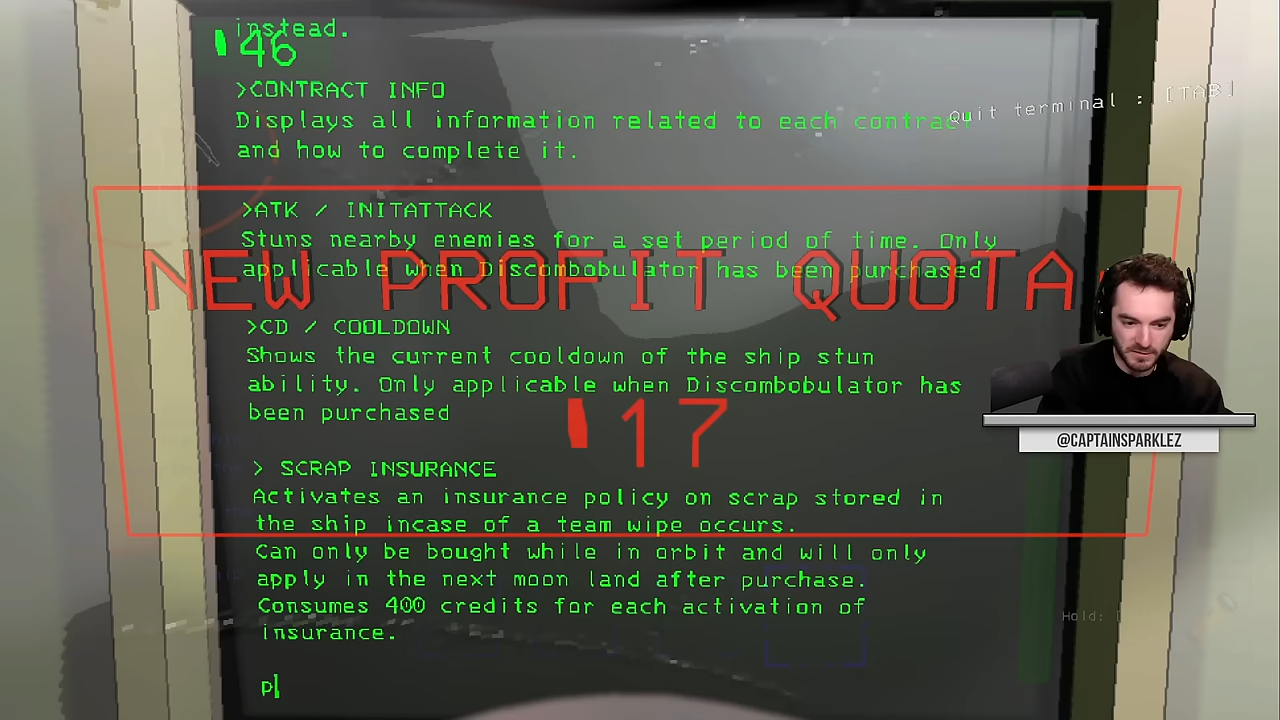 instead.
46
>CONTRACT INFO
Quit terminal : [TAB]
Displays all information related to each contract
and how to complete it.
>ATK / INITATTACK
Stuns nearby enemies for a set period of time. Only
applicable when Discombobulator has been purchased
NEW PROFIT QUOTA:
>CD / COOLDOWN
Shows the current cooldown of the ship stun
ability. Only applicable when Discombobulator has
been purchased
17
@CAPTAINSPARKLEZ
> SCRAP INSURANCE
Activates an insurance policy on scrap stored in
the ship incase of a team wipe occurs.
Can only be bought while in orbit and will only
apply in the next moon land after purchase.
Consumes 400 credits for each activation of
insurance.
Hold: [
p